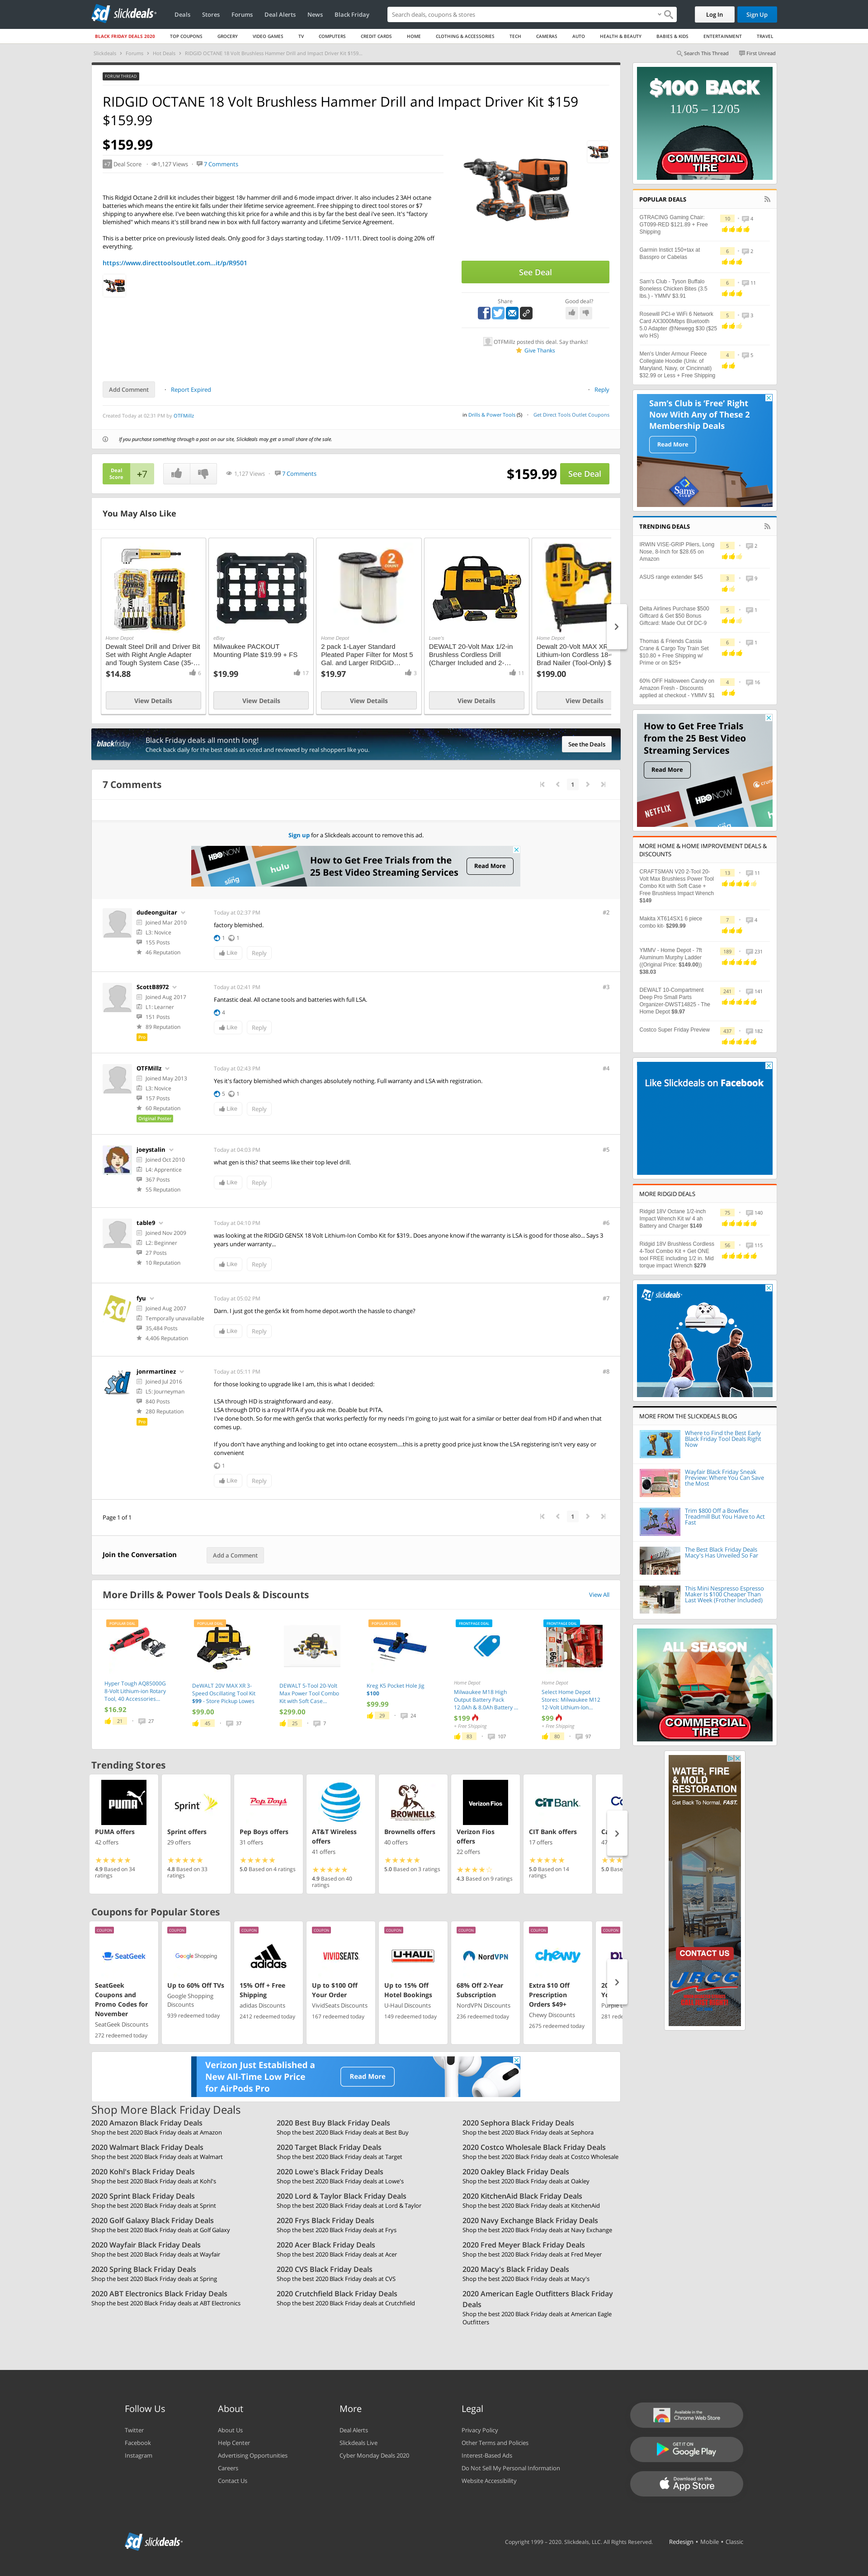 slickdeals
Deals Stores Forums Deal Alerts News Black Friday
Search deals, coupons & stores
Log In
Sign Up
BLACK FRIDAY DEALS 2020 TOP COUPONS GROCERY VIDEO GAMES TV COMPUTERS CREDIT CARDS HOME CLOTHING & ACCESSORIES TECH CAMERAS AUTO HEALTH & BEAUTY BABIES & KIDS ENTERTAINMENT TRAVEL
Slickdeals Forums Hot Deals RIDGID OCTANE 18 Volt Brushless Hammer Drill and Impact Driver Kit $159...
Search This Thread First Unread
FORUM THREAD
RIDGID OCTANE 18 Volt Brushless Hammer Drill and Impact Driver Kit $159
$159.99
$159.99
+7 Deal Score 1,127 Views 7 Comments
This Ridgid Octane 2 drill kit includes their biggest 18v hammer drill and 6 mode impact driver. It also includes 2 3AH octane
batteries which means the entire kit falls under their lifetime service agreement. Free shipping to direct tool stores or $7
shipping to anywhere else. I've been watching this kit price for a while and this is by far the best deal i've seen. It's "factory
blemished" which means it's still brand new in box with full factory warranty and Lifetime Service Agreement.
This is a better price on previously listed deals. Only good for 3 days starting today. 11/09 - 11/11. Direct tool is doing 20% off
everything.
https://www.directtoolsoutlet.com...it/p/R9501
See Deal
Share
Good deal?
OTFMillz posted this deal. Say thanks!
Give Thanks
Add Comment
Report Expired
Reply
Created Today at 02:31 PM by OTFMillz
in Drills & Power Tools (5) Get Direct Tools Outlet Coupons
If you purchase something through a post on our site, Slickdeals may get a small share of the sale.
Deal
Score
+7
1,127 Views 7 Comments
$159.99 See Deal
You May Also Like
Home Depot
Dewalt Steel Drill and Driver Bit
Set with Right Angle Adapter
and Tough System Case (35-...
$14.88 6
View Details
eBay
Milwaukee PACKOUT
Mounting Plate $19.99 + FS
$19.99 17
View Details
2
COUNT
Home Depot
2 pack 1-Layer Standard
Pleated Paper Filter for Most 5
Gal. and Larger RIDGID...
$19.97 3
View Details
Lowe's
DEWALT 20-Volt Max 1/2-in
Brushless Cordless Drill
(Charger Included and 2-...
11
View Details
Home Depot
Dewalt 20-Volt MAX XR
Lithium-Ion Cordless 18-
Brad Nailer (Tool-Only) $
$199.00
View Details
blackfriday
Black Friday deals all month long!
Check back daily for the best deals as voted and reviewed by real shoppers like you.
See the Deals
7 Comments
1
Sign up for a Slickdeals account to remove this ad.
HBO NOW
hulu
sling
How to Get Free Trials from the
25 Best Video Streaming Services
Read More
dudeonguitar
Joined Mar 2010
L3: Novice
155 Posts
46 Reputation
Today at 02:37 PM
#2
factory blemished.
1 1
Like Reply
ScottB8972
Joined Aug 2017
L1: Learner
151 Posts
89 Reputation
Pro
Today at 02:41 PM
#3
Fantastic deal. All octane tools and batteries with full LSA.
4
Like Reply
OTFMillz
Joined May 2013
L3: Novice
157 Posts
60 Reputation
Original Poster
Today at 02:43 PM
#4
Yes it's factory blemished which changes absolutely nothing. Full warranty and LSA with registration.
5 1
Like Reply
joeystalin
Joined Oct 2010
L4: Apprentice
367 Posts
55 Reputation
Today at 04:03 PM
#5
what gen is this? that seems like their top level drill.
Like Reply
table9
Joined Nov 2009
L2: Beginner
27 Posts
10 Reputation
Today at 04:10 PM
#6
was looking at the RIDGID GEN5X 18 Volt Lithium-Ion Combo Kit for $319.. Does anyone know if the warranty is LSA is good for those also... Says 3
years under warranty...
Like Reply
fyu
Joined Aug 2007
Temporally unavailable
35,484 Posts
4,406 Reputation
Today at 05:02 PM
#7
Darn. I just got the gen5x kit from home depot.worth the hassle to change?
Like Reply
jonrmartinez
Joined Jul 2016
L5: Journeyman
840 Posts
280 Reputation
Pro
Today at 05:11 PM
#8
for those looking to upgrade like I am, this is what I decided:
LSA through HD is straightforward and easy.
LSA through DTO is a royal PITA if you ask me. Doable but PITA.
I've done both. So for me with gen5x that works perfectly for my needs I'm going to just wait for a similar or better deal from HD if and when that
comes up.
If you don't have anything and looking to get into octane ecosystem....this is a pretty good price just know the LSA registering isn't very easy or
convenient
1
Like Reply
Page 1 of 1
1
Join the Conversation
Add a Comment
More Drills & Power Tools Deals & Discounts
View All
POPULAR DEAL
Hyper Tough AQ85000G
8-Volt Lithium-Ion Rotary
Tool, 40 Accessories...
$16.92
21 27
POPULAR DEAL
DeWALT 20V MAX XR 3-
Speed Oscillating Tool Kit
$99 - Store Pickup Lowes
$99.00
45 37
DEWALT 5-Tool 20-Volt
Max Power Tool Combo
Kit with Soft Case...
$299.00
25 7
POPULAR DEAL
Kreg K5 Pocket Hole Jig
$100
$99.99
29 24
FRONTPAGE DEAL
Home Depot
Milwaukee M18 High
Output Battery Pack
12.0Ah & 8.0Ah Battery ...
$199
+ Free Shipping
83 107
FRONTPAGE DEAL
Home Depot
Select Home Depot
Stores: Milwaukee M12
12-Volt Lithium-Ion...
$99
+ Free Shipping
80 97
Trending Stores
PUMA
PUMA offers
42 offers
4.9 Based on 34
ratings
Sprint
Sprint offers
29 offers
4.8 Based on 33
ratings
Pep Boys
Pep Boys offers
31 offers
5.0 Based on 4 ratings
AT&T Wireless
offers
41 offers
4.9 Based on 40
ratings
BROWNELLS
Brownells offers
40 offers
5.0 Based on 3 ratings
Verizon Fios
Verizon Fios
offers
22 offers
4.3 Based on 9 ratings
CIT Bank
CIT Bank offers
17 offers
5.0 Based on 14
ratings
Coupons for Popular Stores
COUPON
SeatGeek
SeatGeek
Coupons and
Promo Codes for
November
SeatGeek Discounts
272 redeemed today
COUPON
Google Shopping
Up to 60% Off TVs
Google Shopping
Discounts
939 redeemed today
COUPON
adidas
15% Off + Free
Shipping
adidas Discounts
2412 redeemed today
COUPON
VIVIDSEATS
Up to $100 Off
Your Order
VividSeats Discounts
167 redeemed today
COUPON
U-HAUL
Up to 15% Off
Hotel Bookings
U-Haul Discounts
149 redeemed today
COUPON
NordVPN
68% Off 2-Year
Subscription
NordVPN Discounts
236 redeemed today
COUPON
chewy
Extra $10 Off
Prescription
Orders $49+
Chewy Discounts
2675 redeemed today
COUPON
Verizon Just Established a
New All-Time Low Price
for AirPods Pro
Read More
Shop More Black Friday Deals
2020 Amazon Black Friday Deals
Shop the best 2020 Black Friday deals at Amazon
2020 Best Buy Black Friday Deals
Shop the best 2020 Black Friday deals at Best Buy
2020 Sephora Black Friday Deals
Shop the best 2020 Black Friday deals at Sephora
2020 Walmart Black Friday Deals
Shop the best 2020 Black Friday deals at Walmart
2020 Target Black Friday Deals
Shop the best 2020 Black Friday deals at Target
2020 Costco Wholesale Black Friday Deals
Shop the best 2020 Black Friday deals at Costco Wholesale
2020 Kohl's Black Friday Deals
Shop the best 2020 Black Friday deals at Kohl's
2020 Lowe's Black Friday Deals
Shop the best 2020 Black Friday deals at Lowe's
2020 Oakley Black Friday Deals
Shop the best 2020 Black Friday deals at Oakley
2020 Sprint Black Friday Deals
Shop the best 2020 Black Friday deals at Sprint
2020 Lord & Taylor Black Friday Deals
Shop the best 2020 Black Friday deals at Lord & Taylor
2020 KitchenAid Black Friday Deals
Shop the best 2020 Black Friday deals at KitchenAid
2020 Golf Galaxy Black Friday Deals
Shop the best 2020 Black Friday deals at Golf Galaxy
2020 Frys Black Friday Deals
Shop the best 2020 Black Friday deals at Frys
2020 Navy Exchange Black Friday Deals
Shop the best 2020 Black Friday deals at Navy Exchange
2020 Wayfair Black Friday Deals
Shop the best 2020 Black Friday deals at Wayfair
2020 Acer Black Friday Deals
Shop the best 2020 Black Friday deals at Acer
2020 Fred Meyer Black Friday Deals
Shop the best 2020 Black Friday deals at Fred Meyer
2020 Spring Black Friday Deals
Shop the best 2020 Black Friday deals at Spring
2020 CVS Black Friday Deals
Shop the best 2020 Black Friday deals at CVS
2020 Macy's Black Friday Deals
Shop the best 2020 Black Friday deals at Macy's
2020 ABT Electronics Black Friday Deals
Shop the best 2020 Black Friday deals at ABT Electronics
2020 Crutchfield Black Friday Deals
Shop the best 2020 Black Friday deals at Crutchfield
2020 American Eagle Outfitters Black Friday
Deals
Shop the best 2020 Black Friday deals at American Eagle
Outfitters
$100 BACK
11/05 – 12/05
COMMERCIAL
TIRE
POPULAR DEALS
GTRACING Gaming Chair:
GT099-RED $121.89 + Free
Shipping
10 4
Garmin Instict 150+tax at
Basspro or Cabelas
6 2
Sam's Club - Tyson Buffalo
Boneless Chicken Bites (3.5
lbs.) - YMMV $3.91
6 11
Rosewill PCI-e WiFi 6 Network
Card AX3000Mbps Bluetooth
5.0 Adapter @Newegg $30 ($25
w/o HS)
5 3
Men's Under Armour Fleece
Collegiate Hoodie (Univ. of
Maryland, Navy, or Cincinnati)
$32.99 or Less + Free Shipping
4 5
Sam's Club is 'Free' Right
Now With Any of These 2
Membership Deals
Read More
Sam's
TRENDING DEALS
IRWIN VISE-GRIP Pliers, Long
Nose, 8-Inch for $28.65 on
Amazon
5 2
ASUS range extender $45
3 9
Delta Airlines Purchase $500
Giftcard & Get $50 Bonus
Giftcard. Made Out Of DC-9
5 1
Thomas & Friends Cassia
Crane & Cargo Toy Train Set
$10.80 + Free Shipping w/
Prime or on $25+
6 1
60% OFF Halloween Candy on
Amazon Fresh - Discounts
applied at checkout - YMMV $1
4 16
How to Get Free Trials
from the 25 Best Video
Streaming Services
Read More
NETFLIX
HBO NOW
hulu
MORE HOME & HOME IMPROVEMENT DEALS &
DISCOUNTS
CRAFTSMAN V20 2-Tool 20-
Volt Max Brushless Power Tool
Combo Kit with Soft Case +
Free Brushless Impact Wrench
$149
13 11
Makita XT614SX1 6 piece
combo kit- $299.99
7 4
YMMV - Home Depot - 7ft
Aluminum Murphy Ladder
((Original Price: $149.00))
$38.03
189 231
DEWALT 10-Compartment
Deep Pro Small Parts
Organizer-DWST14825 - The
Home Depot $9.97
241 141
Costco Super Friday Preview
437 182
Like Slickdeals on Facebook
MORE RIDGID DEALS
Ridgid 18V Octane 1/2-inch
Impact Wrench Kit w/ 4 ah
Battery and Charger $149
75 140
Ridgid 18V Brushless Cordless
4-Tool Combo Kit + Get ONE
tool FREE including 1/2 in. Mid
torque impact Wrench $279
56 115
slickdeals
MORE FROM THE SLICKDEALS BLOG
Where to Find the Best Early
Black Friday Tool Deals Right
Now
Wayfair Black Friday Sneak
Preview: Where You Can Save
the Most
Trim $800 Off a Bowflex
Treadmill But You Have to Act
Fast
The Best Black Friday Deals
Macy's Has Unveiled So Far
This Mini Nespresso Espresso
Maker Is $100 Cheaper Than
Last Week (Frother Included)
ALL SEASON
COMMERCIAL
TIRE
WATER, FIRE
& MOLD
RESTORATION
Get Back To Normal, FAST.
CONTACT US
JRCC
Follow Us
Twitter
Facebook
Instagram
About
About Us
Help Center
Advertising Opportunities
Careers
Contact Us
More
Deal Alerts
Slickdeals Live
Cyber Monday Deals 2020
Legal
Privacy Policy
Other Terms and Policies
Interest-Based Ads
Do Not Sell My Personal Information
Website Accessibility
Available in the
Chrome Web Store
GET IT ON
Google Play
Download on the
App Store
slickdeals
Copyright 1999 - 2020. Slickdeals, LLC. All Rights Reserved. Redesign • Mobile • Classic